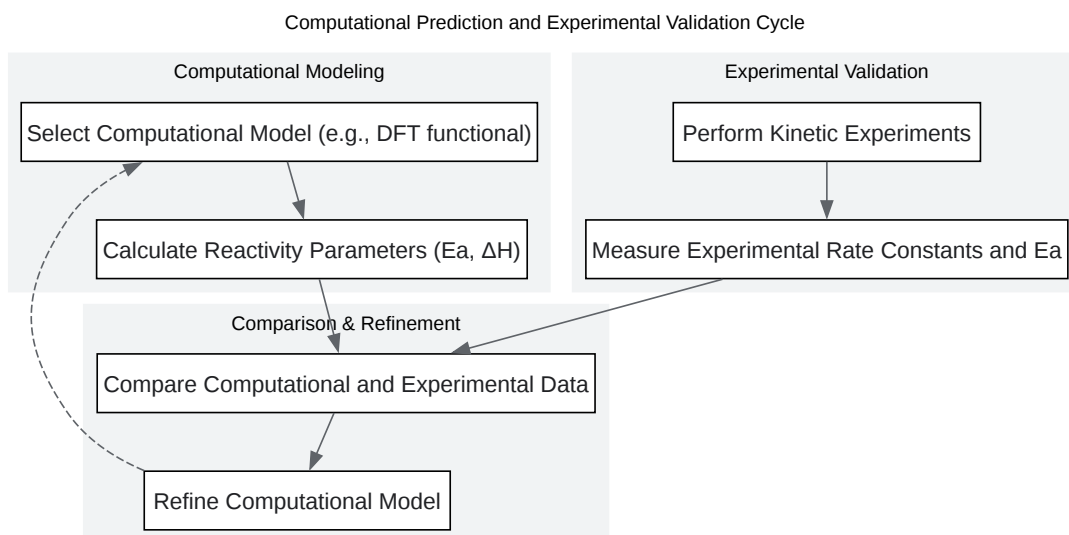 Computational Prediction and Experimental Validation Cycle
Computational Modeling
Select Computational Model (e.g., DFT functional)
Calculate Reactivity Parameters (Ea, ΔH)
Experimental Validation
Perform Kinetic Experiments
Measure Experimental Rate Constants and Ea
Comparison & Refinement
Compare Computational and Experimental Data
Refine Computational Model